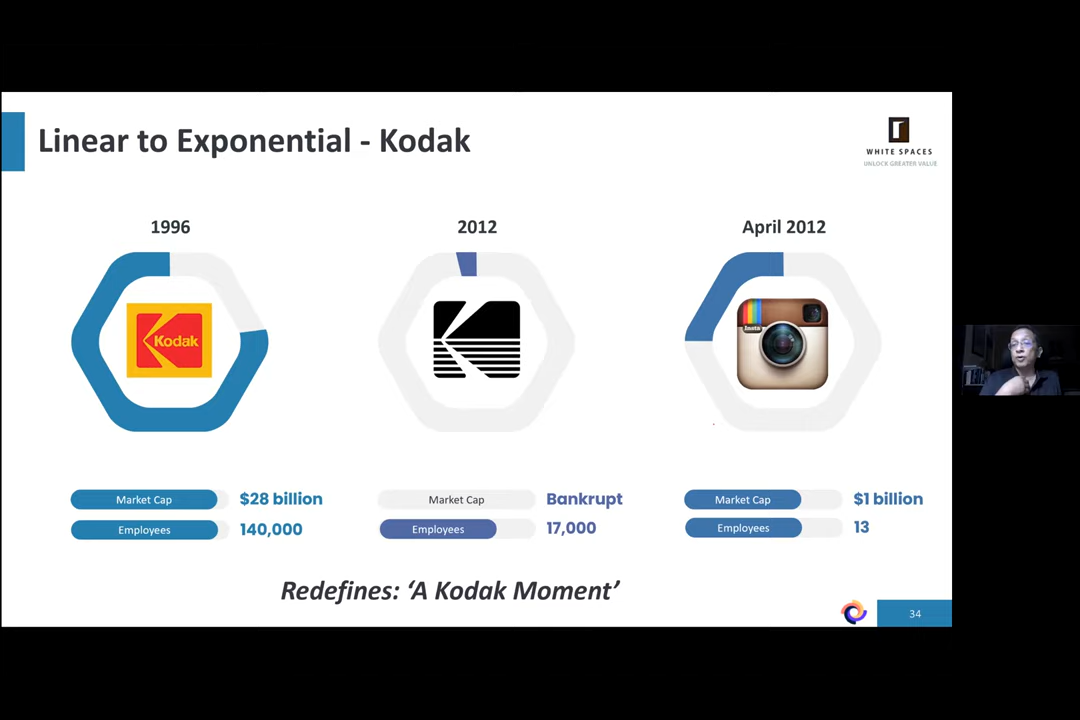 Linear to Exponential - Kodak
WHITE SPACES
UNLOCK GREATER VALUE
1996
2012
April 2012
Kodak
Insta
Market Cap
$28 billion
Market Cap
Bankrupt
Market Cap
$1 billion
Employees
140,000
Employees
17,000
Employees
13
Redefines: ‘A Kodak Moment’
34